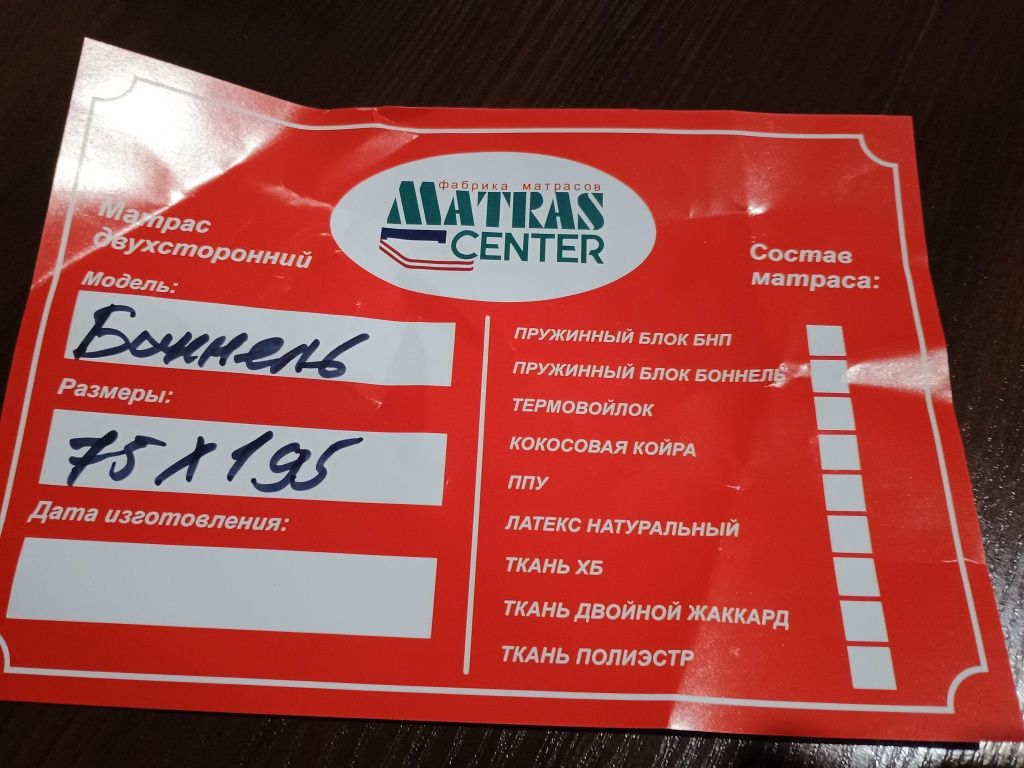 фабрика матрасов
MATRAS
CENTER
Матрас
двухсторонний
Модель:
Боннель
Размеры:
75 х 195
Дата изготовления:
Состав
матраса:
ПРУЖИННЫЙ БЛОК БНП
ПРУЖИННЫЙ БЛОК БОННЕЛЬ
ТЕРМОВОЙЛОК
КОКОСОВАЯ КОЙРА
ППУ
ЛАТЕКС НАТУРАЛЬНЫЙ
ТКАНЬ ХБ
ТКАНЬ ДВОЙНОЙ ЖАККАРД
ТКАНЬ ПОЛИЭСТР